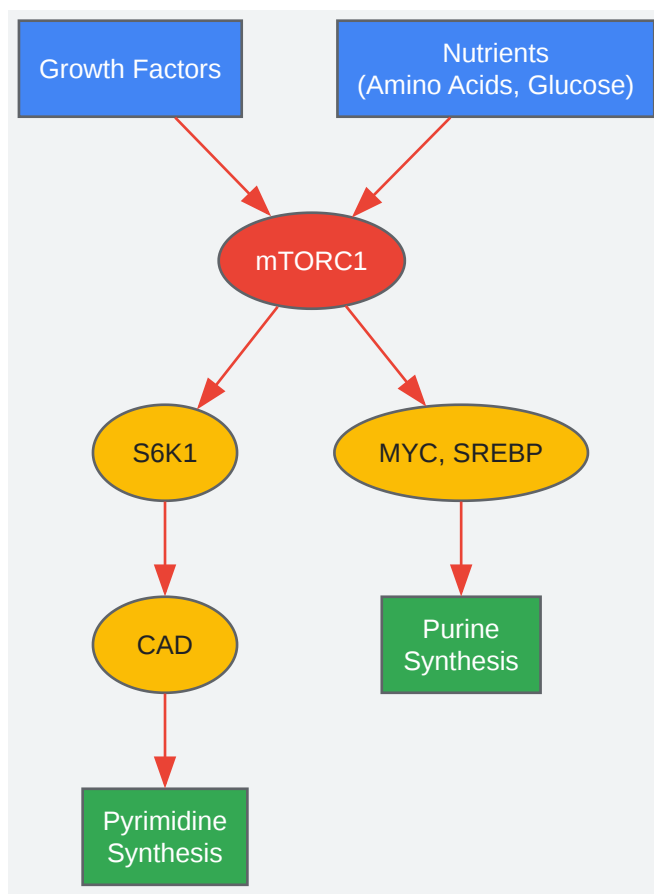 Growth Factors
Nutrients
(Amino Acids, Glucose)
mTORC1
S6K1
MYC, SREBP
CAD
Purine
Synthesis
Pyrimidine
Synthesis